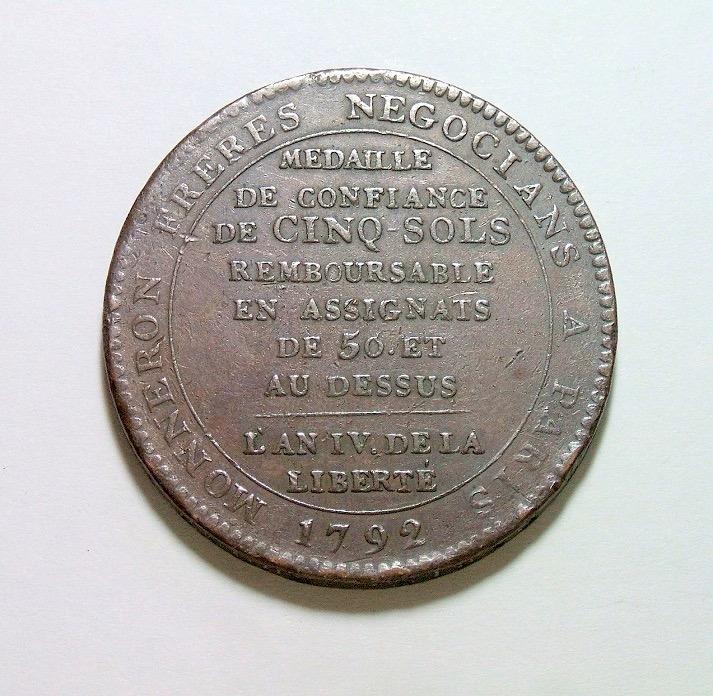 MONNERON FRERES NEGOCIANS A PARIS
MEDAILLE
DE CONFIANCE
DE CINQ-SOLS
REMBOURSABLE
EN ASSIGNATS
DE 50. ET
AU DESSUS
L'AN IV. DE LA
LIBERTÉ
1792